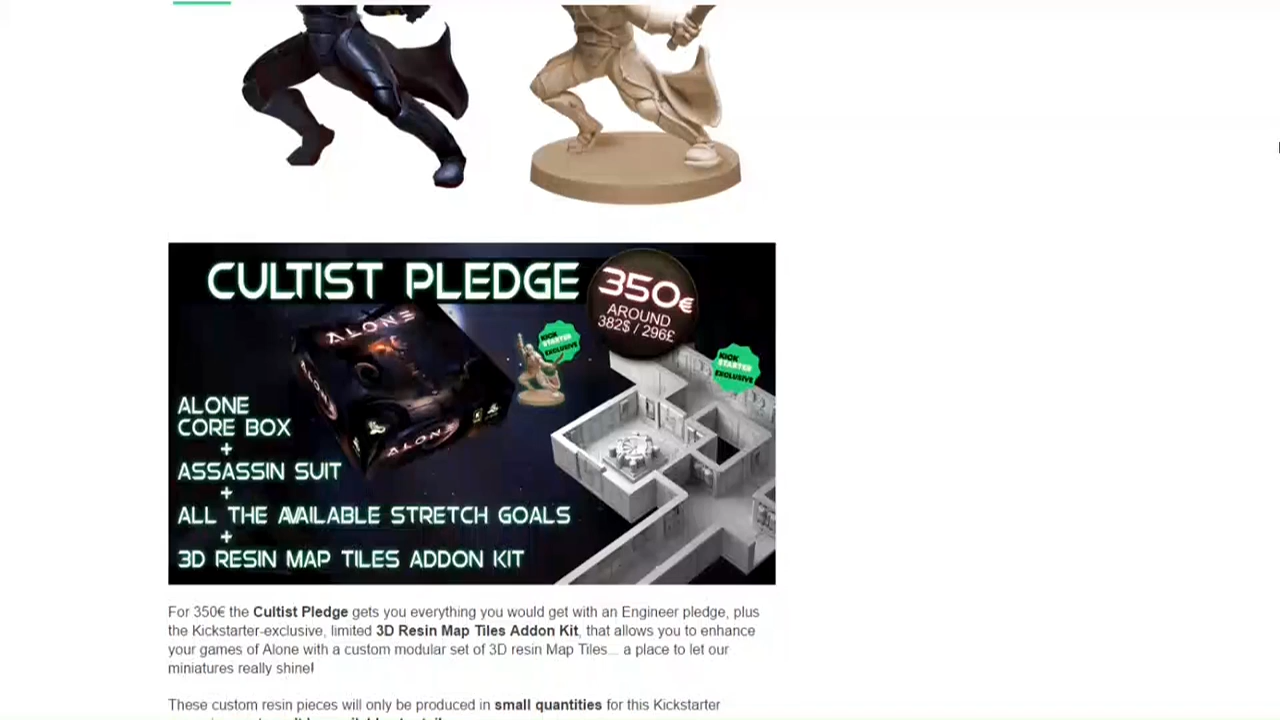 CULTIST PLEDGE
350€
AROUND
382$ / 296£
ALONE
KICK
STARTER
EXCLUSIVE
KICK
STARTER
EXCLUSIVE
ALONE
ALONE
CORE BOX
+
ASSASSIN SUIT
+
ALL THE AVAILABLE STRETCH GOALS
+
3D RESIN MAP TILES ADDON KIT
For 350€ the Cultist Pledge gets you everything you would get with an Engineer pledge, plus
the Kickstarter-exclusive, limited 3D Resin Map Tiles Addon Kit, that allows you to enhance
your games of Alone with a custom modular set of 3D resin Map Tiles... a place to let our
miniatures really shine!
These custom resin pieces will only be produced in small quantities for this Kickstarter